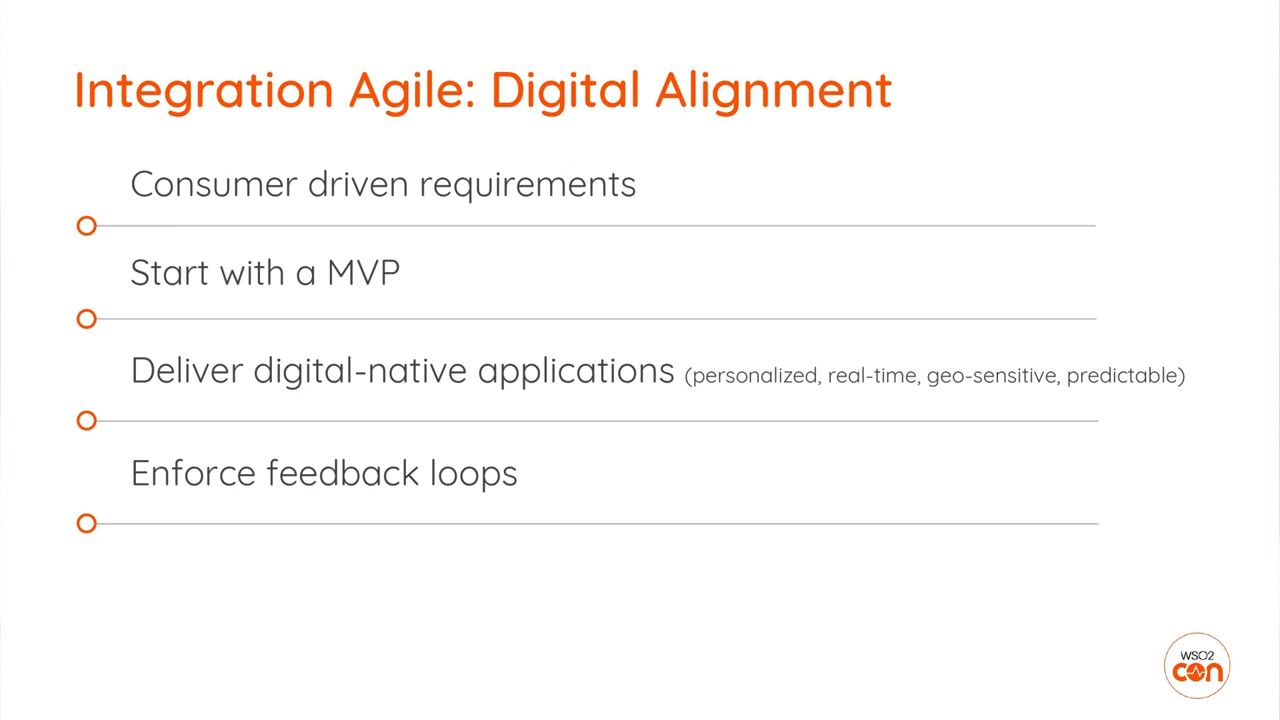 Integration Agile: Digital Alignment
Consumer driven requirements
Start with a MVP
Deliver digital-native applications (personalized, real-time, geo-sensitive, predictable)
Enforce feedback loops
WSO2
con